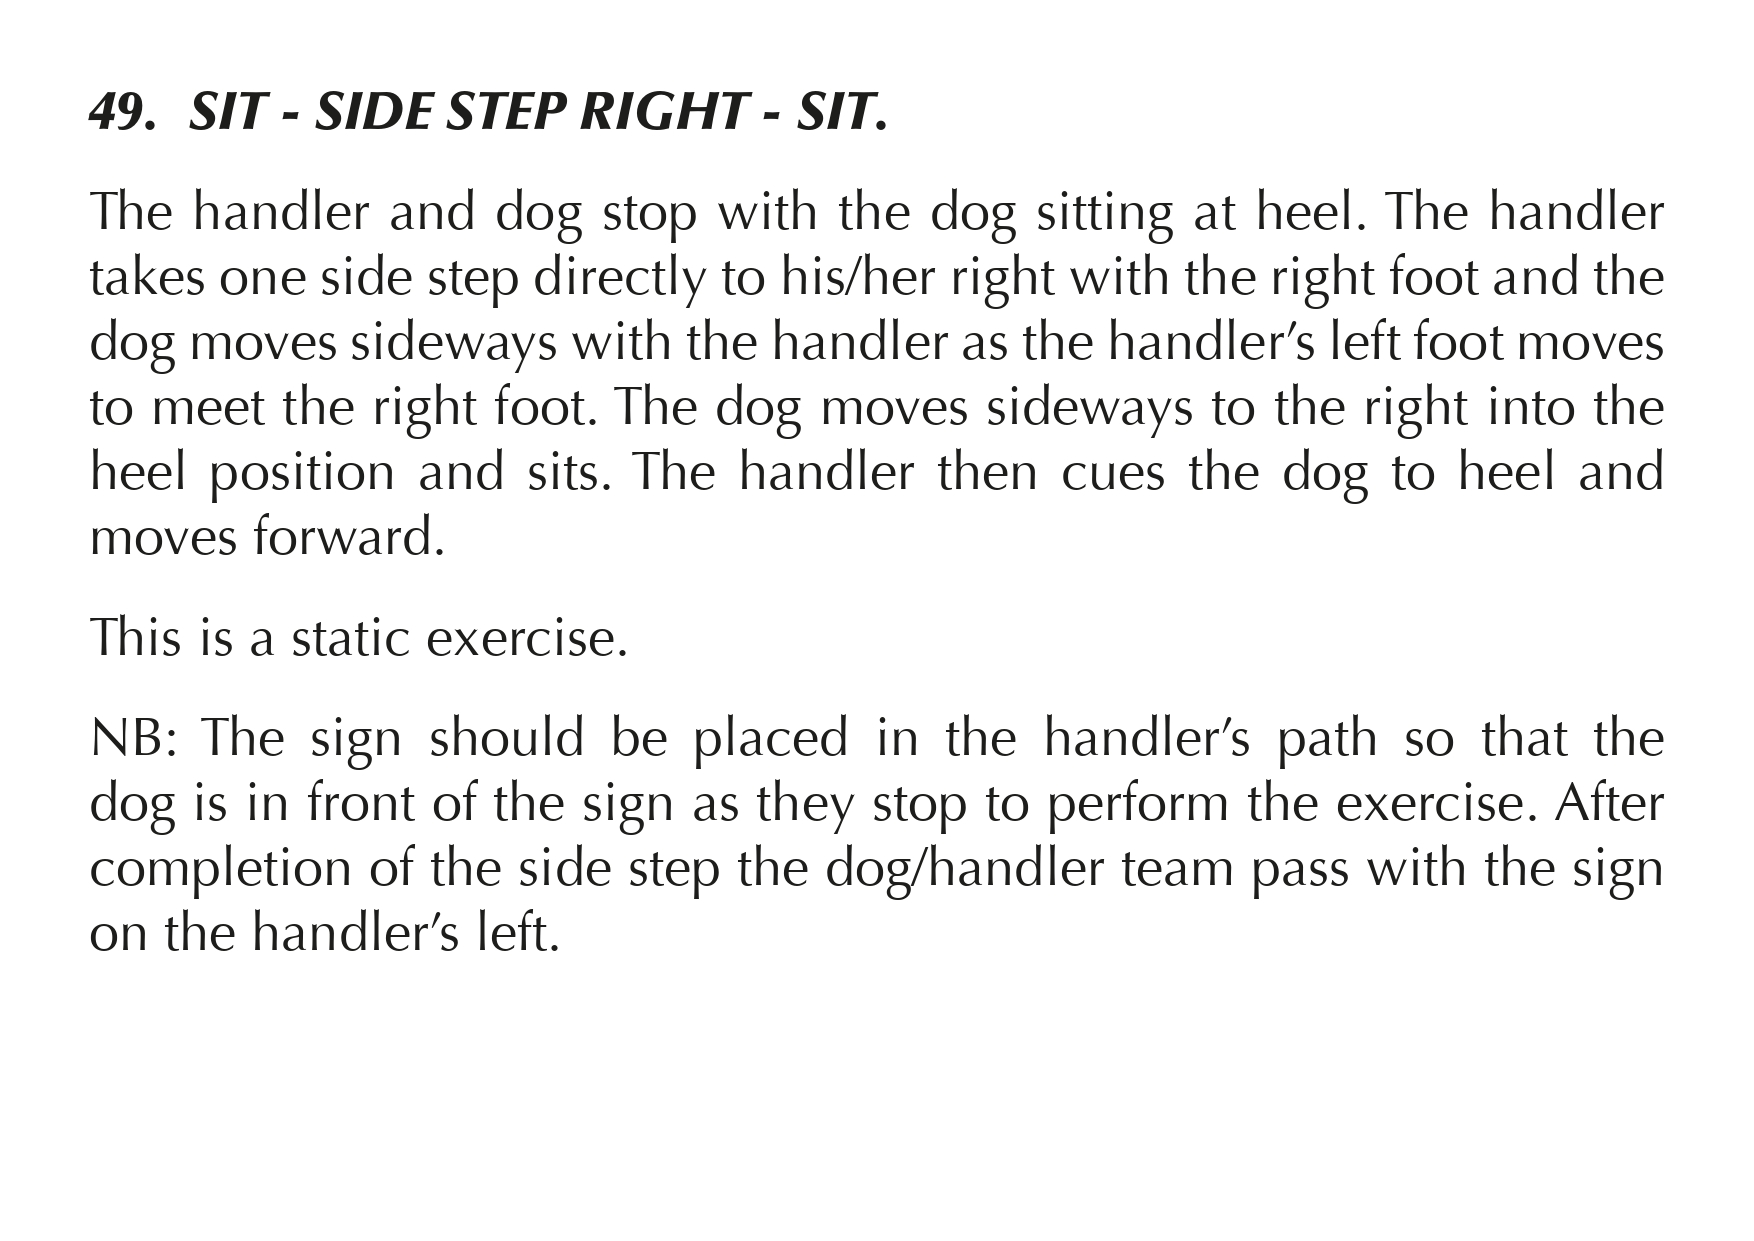 49. SIT - SIDE STEP RIGHT - SIT.
The handler and dog stop with the dog sitting at heel. The handler
takes one side step directly to his/her right with the right foot and the
dog moves sideways with the handler as the handler’s left foot moves
to meet the right foot. The dog moves sideways to the right into the
heel position and sits. The handler then cues the dog to heel and
moves forward.
This is a static exercise.
NB: The sign should be placed in the handler’s path so that the
dog is in front of the sign as they stop to perform the exercise. After
completion of the side step the dog/handler team pass with the sign
on the handler’s left.